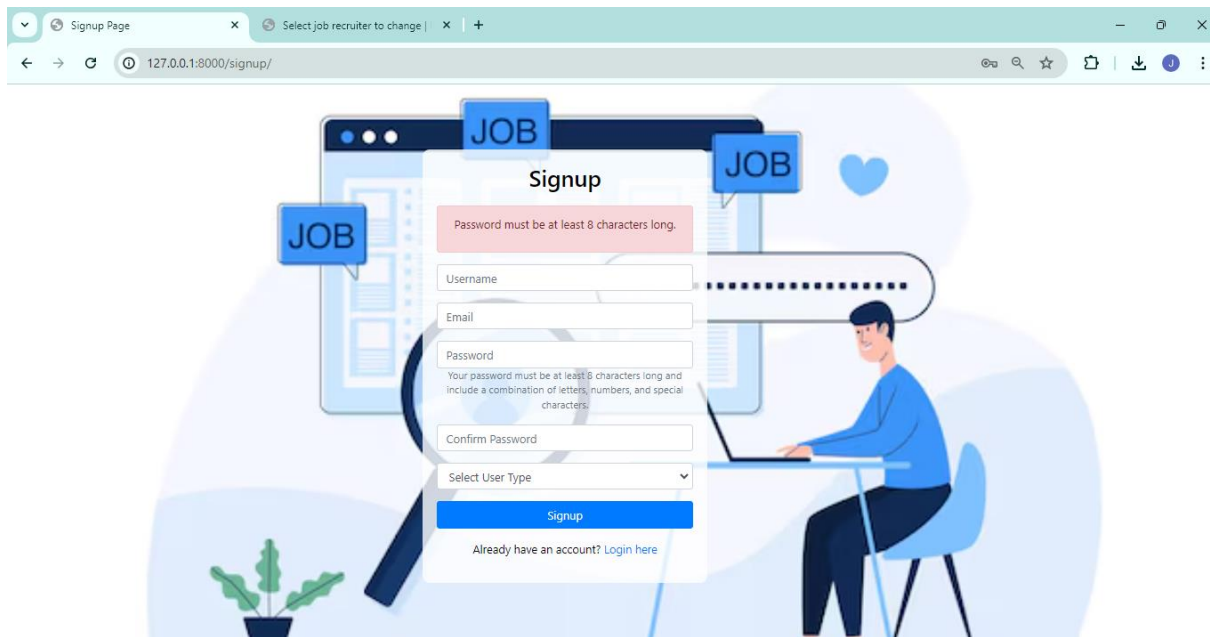 Signup Page
Select job recruiter to change |
127.0.0.1:8000/signup/
J
JOB
JOB
JOB
Signup
Password must be at least 8 characters long.
Username
Email
Password
Your password must be at least 8 characters long and
include a combination of letters, numbers, and special
characters.
Confirm Password
Select User Type
Signup
Already have an account? Login here